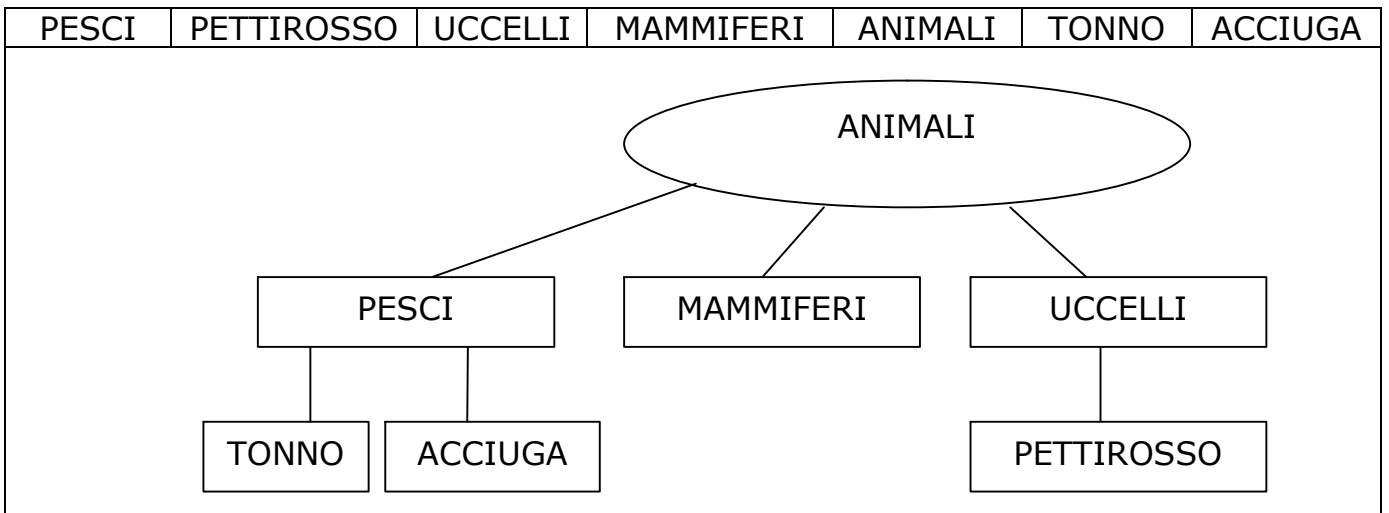 PESCI PETTIROSSO UCCELLI MAMMIFERI ANIMALI TONNO ACCIUGA
ANIMALI
PESCI MAMMIFERI UCCELLI
TONNO ACCIUGA PETTIROSSO